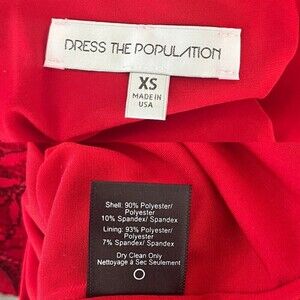 DRESS THE POPULATION
XS
MADE IN
USA
Shell: 90% Polyester/
Polyester
10% Spandex/ Spandex
Lining: 93% Polyester/
Polyester
7% Spandex/ Spandex
Dry Clean Only
Nettoyage à Sec Seulement